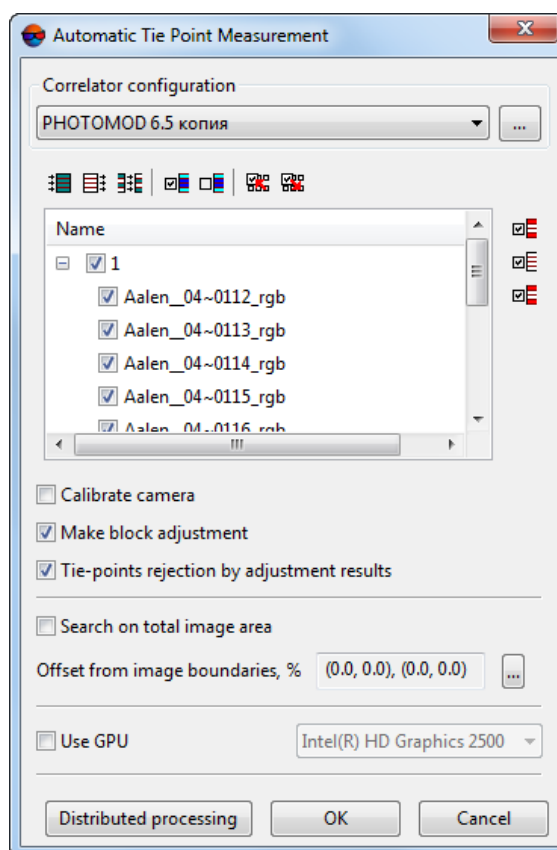 Automatic Tie Point Measurement
Correlator configuration
PHOTOMOD 6.5 копия
...
Name
1
Aalen__04~0112_rgb
Aalen__04~0113_rgb
Aalen__04~0114_rgb
Aalen__04~0115_rgb
Aalen__04~0116_rgb
Calibrate camera
Make block adjustment
Tie-points rejection by adjustment results
Search on total image area
Offset from image boundaries, % (0.0, 0.0), (0.0, 0.0) ...
Use GPU Intel(R) HD Graphics 2500
Distributed processing OK Cancel